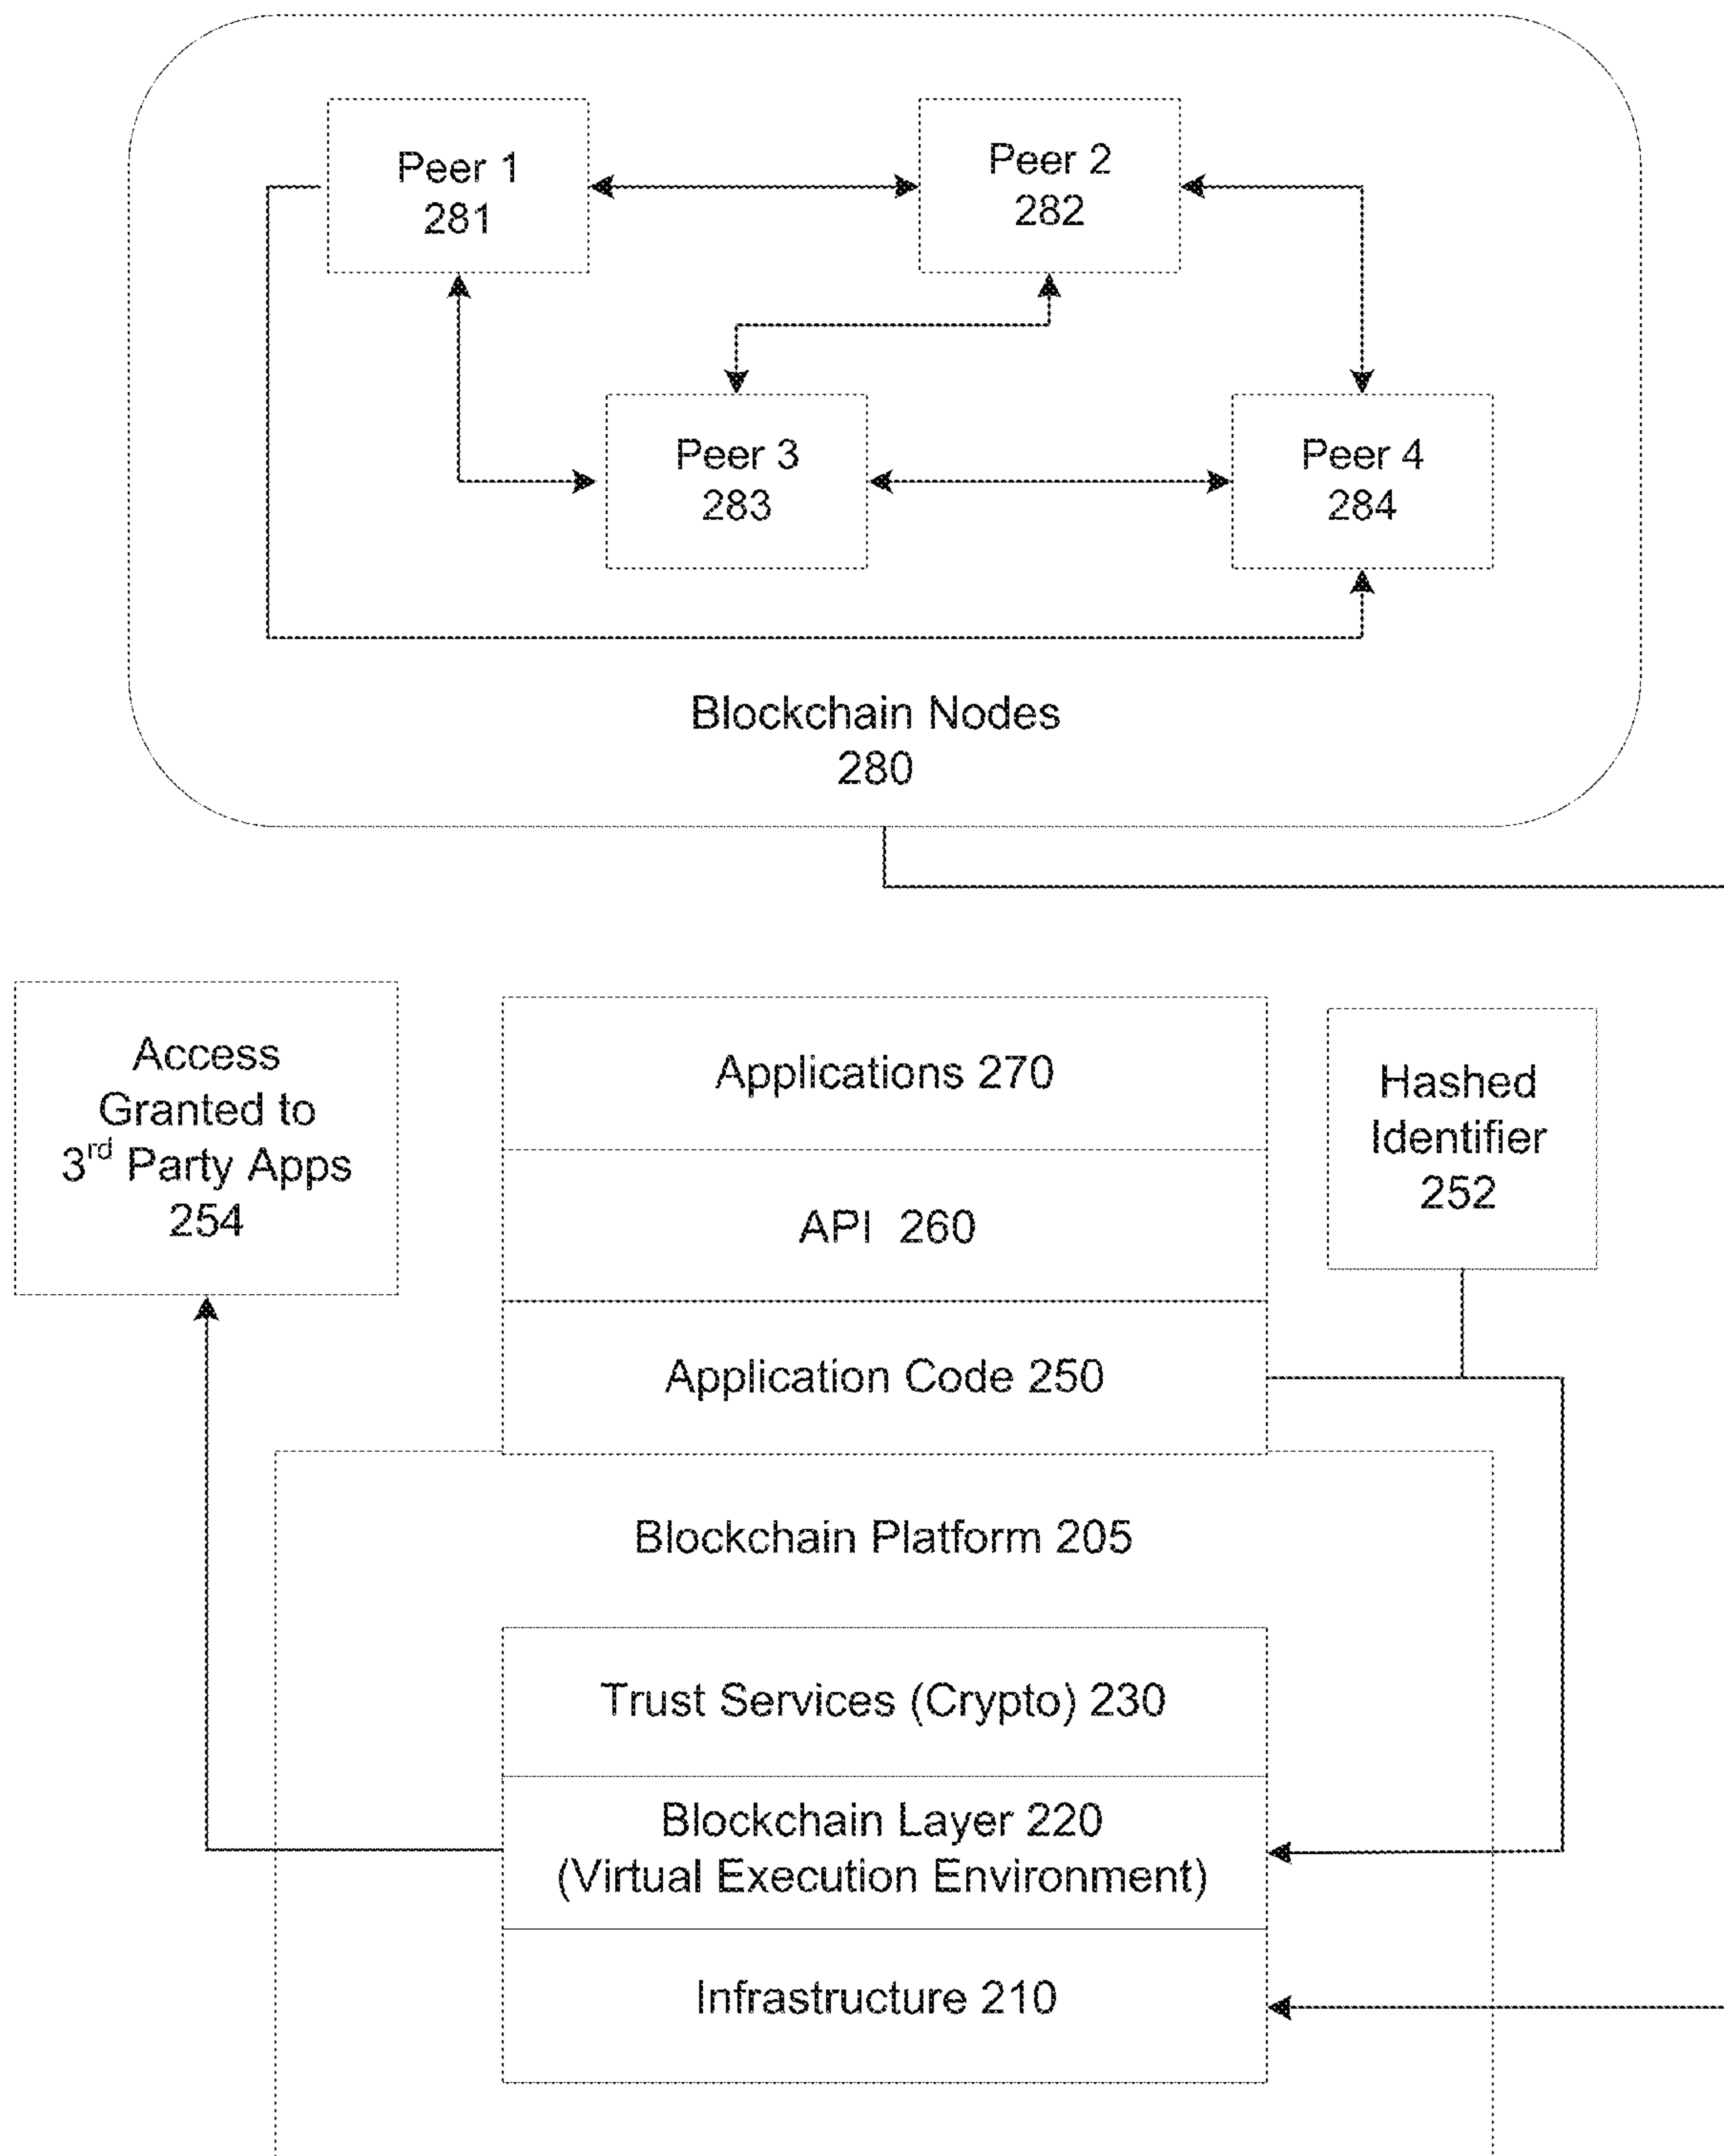 Peer 1
281
Peer 2
282
Peer 3
283
Peer 4
284
Blockchain Nodes
280
Access
Granted to
3rd Party Apps
254
Applications 270
API 260
Application Code 250
Hashed
Identifier
252
Blockchain Platform 205
Trust Services (Crypto) 230
Blockchain Layer 220
(Virtual Execution Environment)
Infrastructure 210